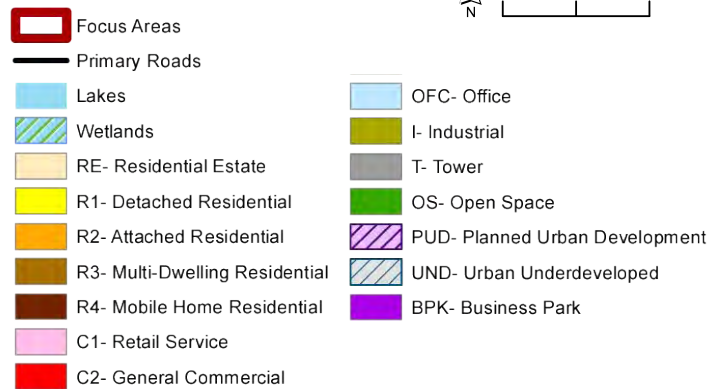 N
Focus Areas
Primary Roads
Lakes
Wetlands
RE- Residential Estate
R1- Detached Residential
R2- Attached Residential
R3- Multi-Dwelling Residential
R4- Mobile Home Residential
C1- Retail Service
C2- General Commercial
OFC- Office
I- Industrial
T- Tower
OS- Open Space
PUD- Planned Urban Development
UND- Urban Underdeveloped
BPK- Business Park